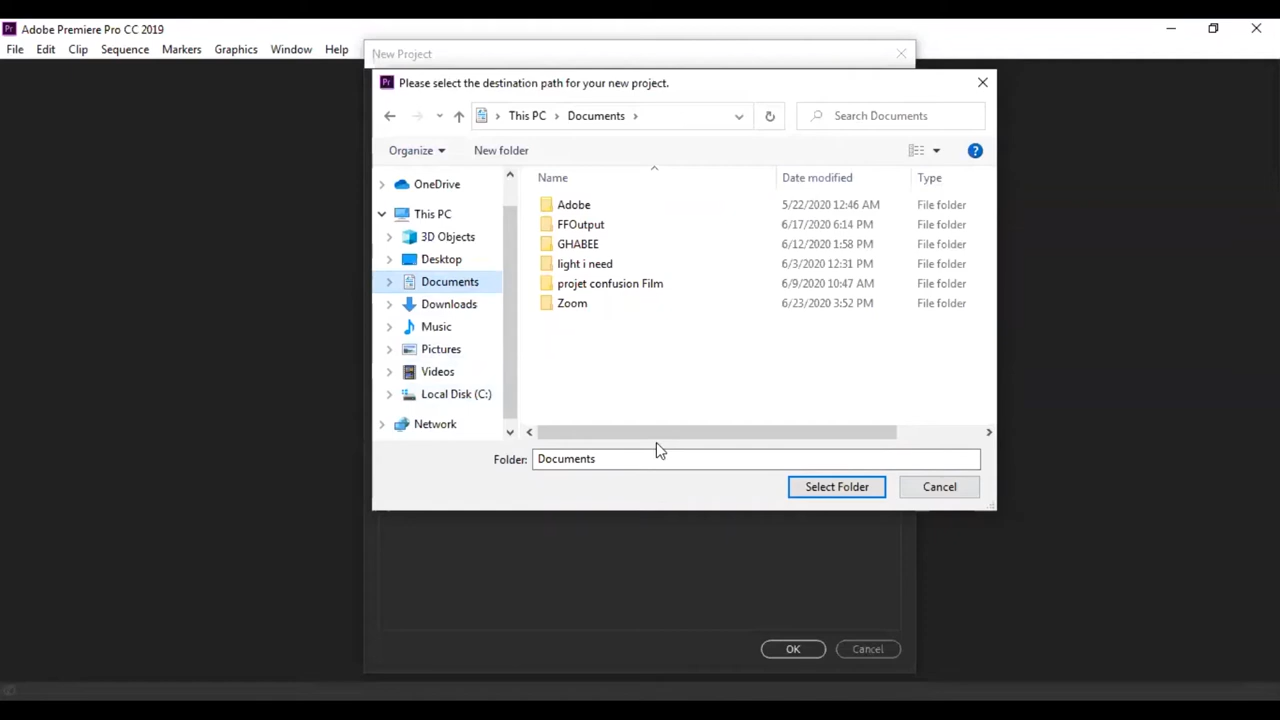 Adobe Premiere Pro CC 2019
File Edit Clip Sequence Markers Graphics Window Help
New Project
Please select the destination path for your new project.
This PC Documents
Search Documents
Organize New folder
Name Date modified Type
OneDrive
This PC
3D Objects
Desktop
Documents
Downloads
Music
Pictures
Videos
Local Disk (C:)
Network
Adobe 5/22/2020 12:46 AM File folder
FFOutput 6/17/2020 6:14 PM File folder
GHABEE 6/12/2020 1:58 PM File folder
light i need 6/3/2020 12:31 PM File folder
projet confusion Film 6/9/2020 10:47 AM File folder
Zoom 6/23/2020 3:52 PM File folder
Folder: Documents
Select Folder Cancel
OK Cancel